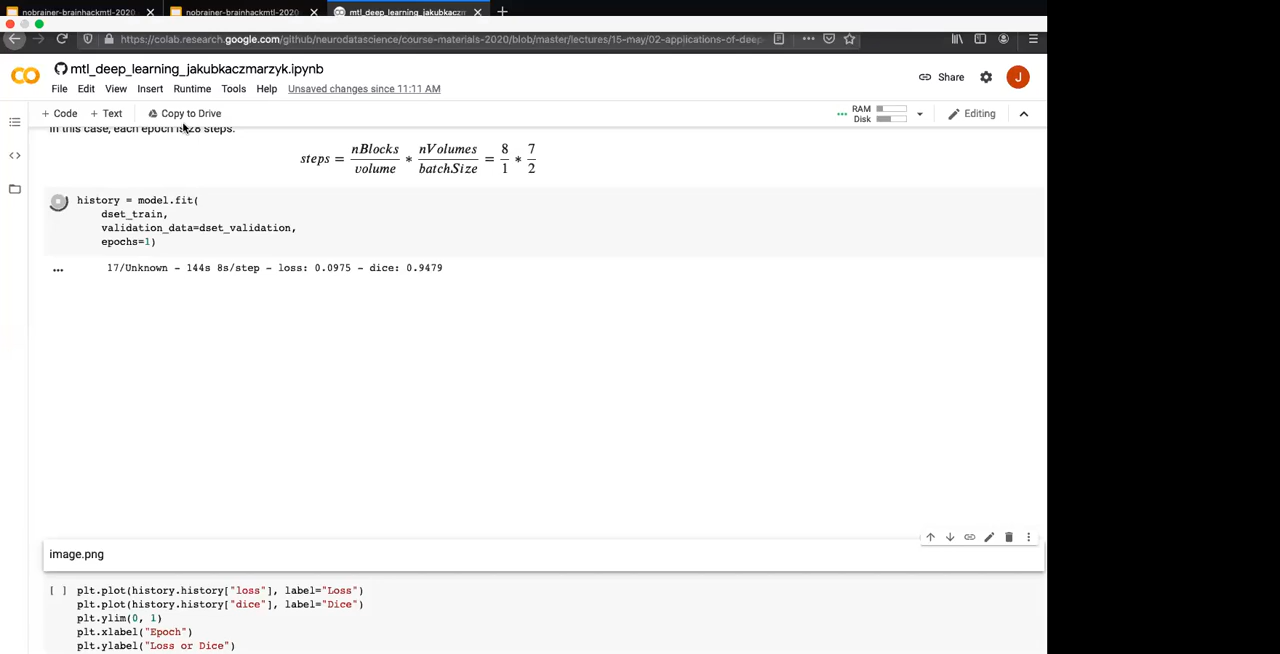 nobrainer-brainhackmtl-2020
nobrainer-brainhackmtl-2020
mtl_deep_learning_jakubkaczm
https://colab.research.google.com/github/neurodatascience/course-materials-2020/blob/master/lectures/15-may/02-applications-of-deep-
mtl_deep_learning_jakubkaczmarzyk.ipynb
File Edit View Insert Runtime Tools Help Unsaved changes since 11:11 AM
Share
J
+ Code + Text Copy to Drive
RAM
Disk
Editing
In this case, each epoch is 28 steps.
steps = nBlocks/volume * nVolumes/batchSize = 8/1 * 7/2
history = model.fit(
dset_train,
validation_data=dset_validation,
epochs=1)
17/Unknown - 144s 8s/step - loss: 0.0975 - dice: 0.9479
image.png
[ ] plt.plot(history.history["loss"], label="Loss")
plt.plot(history.history["dice"], label="Dice")
plt.ylim(0, 1)
plt.xlabel("Epoch")
plt.ylabel("Loss or Dice")